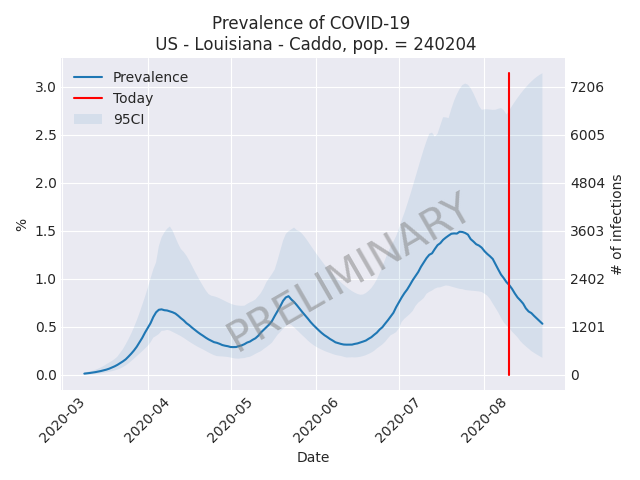 Prevalence of COVID-19
US - Louisiana - Caddo, pop. = 240204
Prevalence
Today
95CI
3.0
2.5
2.0
1.5
1.0
0.5
0.0
%
7206
6005
4804
3603
2402
1201
0
# of infections
PRELIMINARY
2020-03
2020-04
2020-05
2020-06
2020-07
2020-08
Date